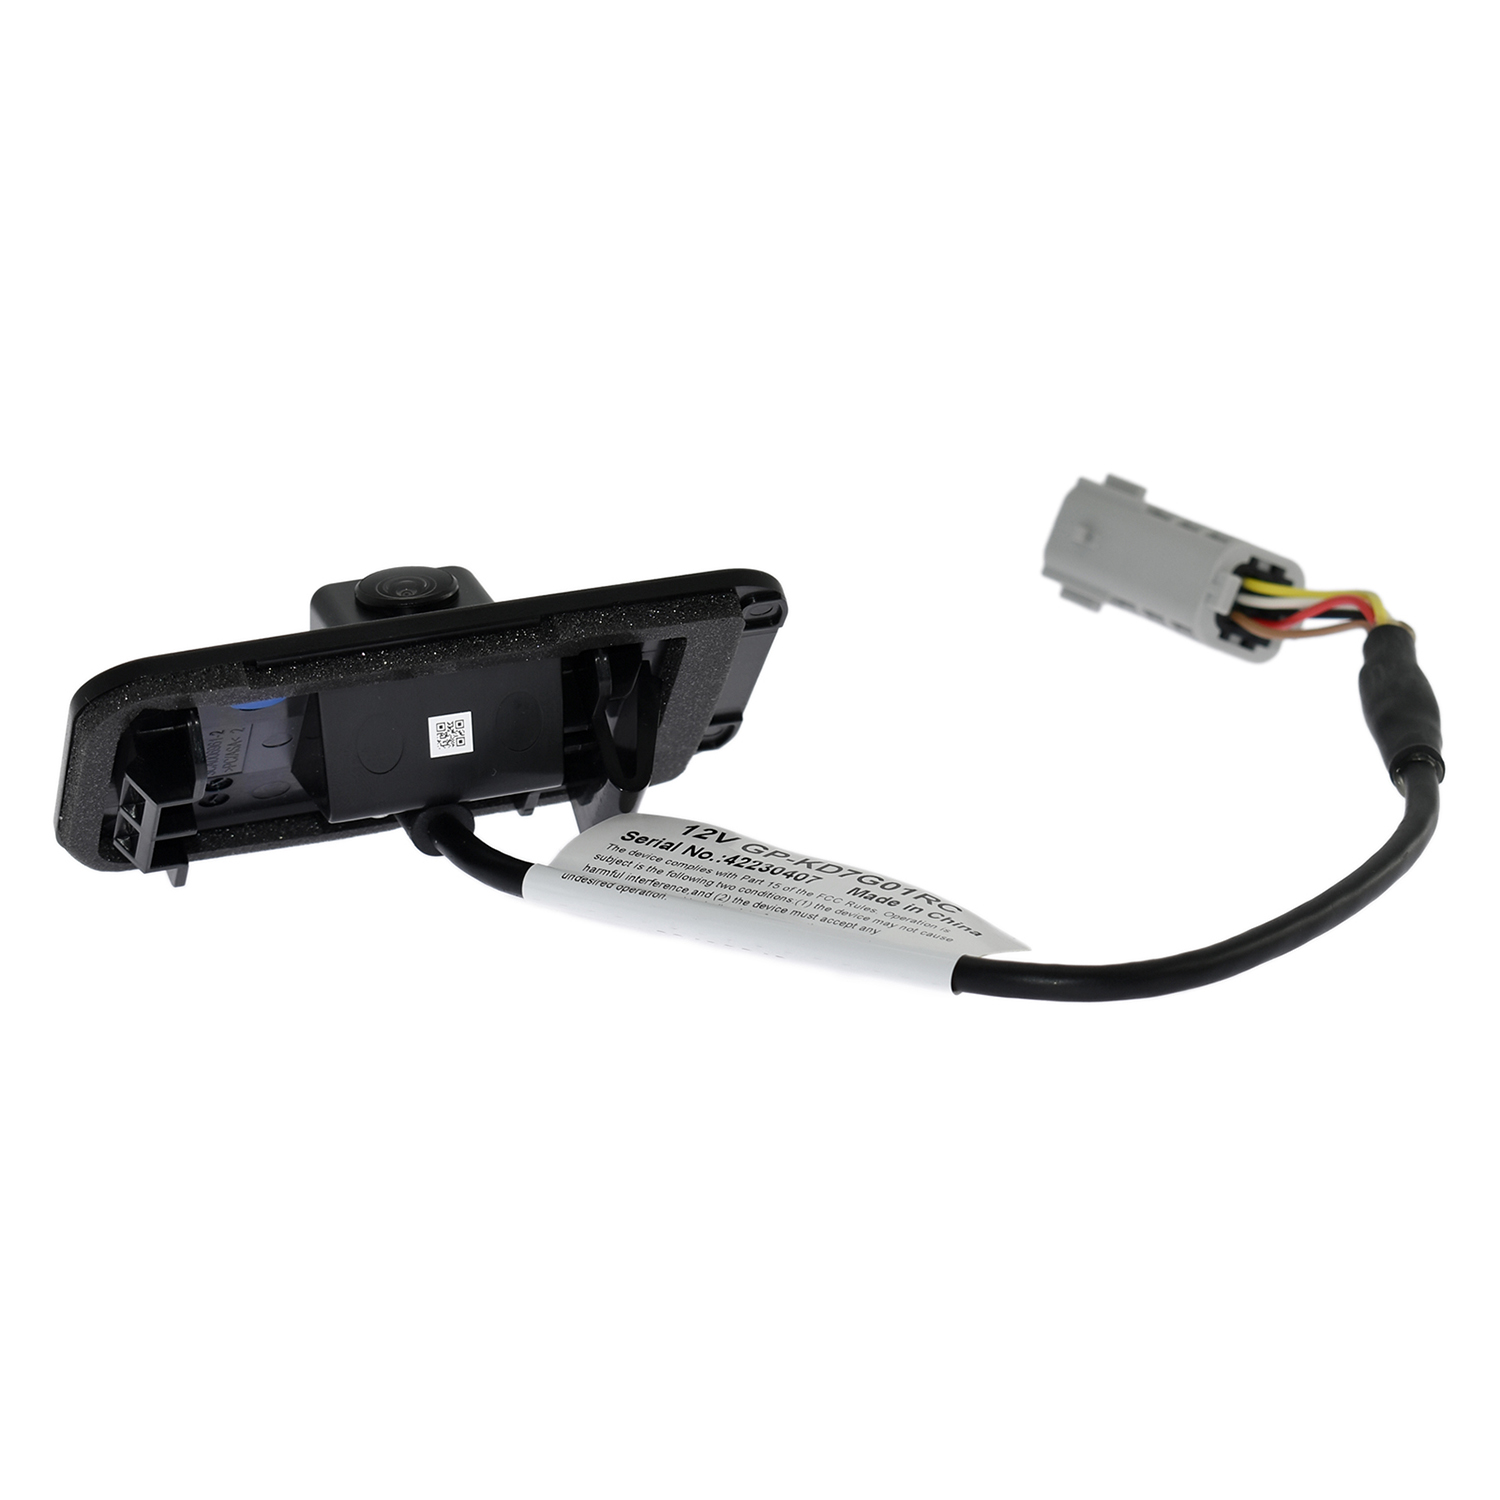 12V GP-KD7G01RC
Serial No.:42230407 Made in China
The device complies with Part 15 of the FCC Rules. Operation is
subject is the following two conditions.(1) the device may not cause
harmful interference,and (2) the device must accept any
undesired operation.